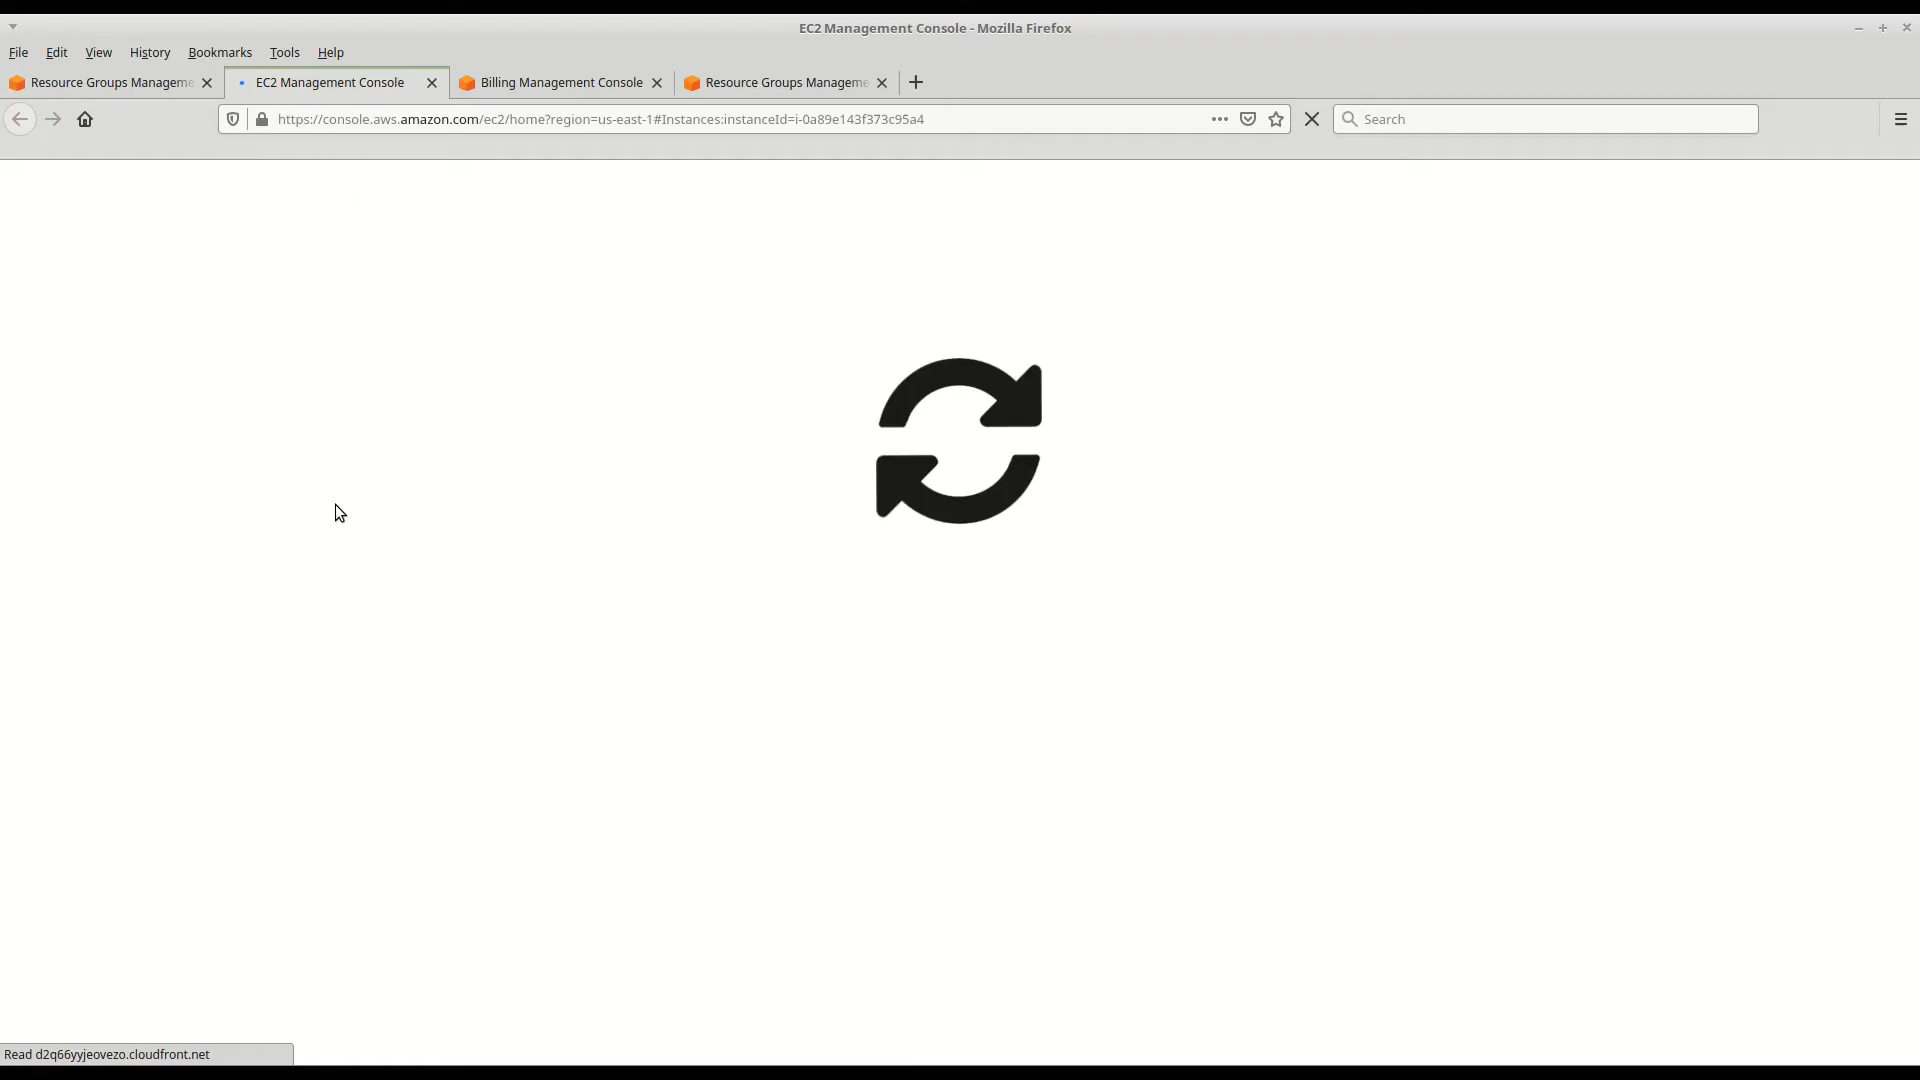 EC2 Management Console - Mozilla Firefox
File Edit View History Bookmarks Tools Help
Resource Groups Manageme EC2 Management Console Billing Management Console Resource Groups Manageme
https://console.aws.amazon.com/ec2/home?region=us-east-1#Instances:instanceId=i-0a89e143f373c95a4 Search
Read d2q66yyjeovezo.cloudfront.net